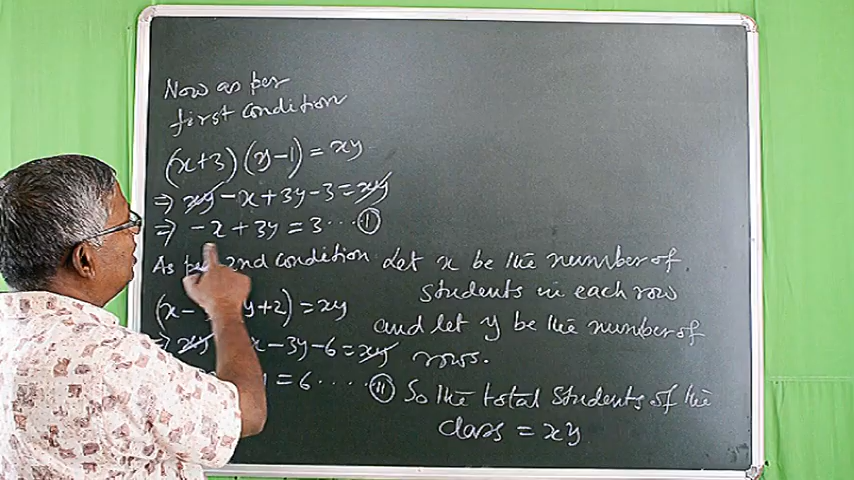 Now as per
first condition
(x+3) (y-1) = xy
⇒ xy - x + 3y - 3 = xy
⇒ -x + 3y = 3 ... (I)
As per 2nd condition
(x - y+2) = xy
⇒ xy x - 3y - 6 = xy
= 6 ..... (II)
Let x be the number of
students in each row
and let y be the number of
rows.
So the total students of the
class = xy